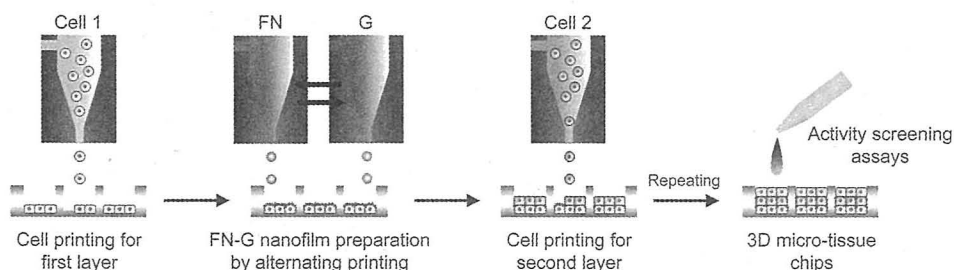 Cell 1
FN
G
Cell 2
Activity screening
assays
Repeating
Cell printing for
first layer
FN-G nanofilm preparation
by alternating printing
Cell printing for
second layer
3D micro-tissue
chips